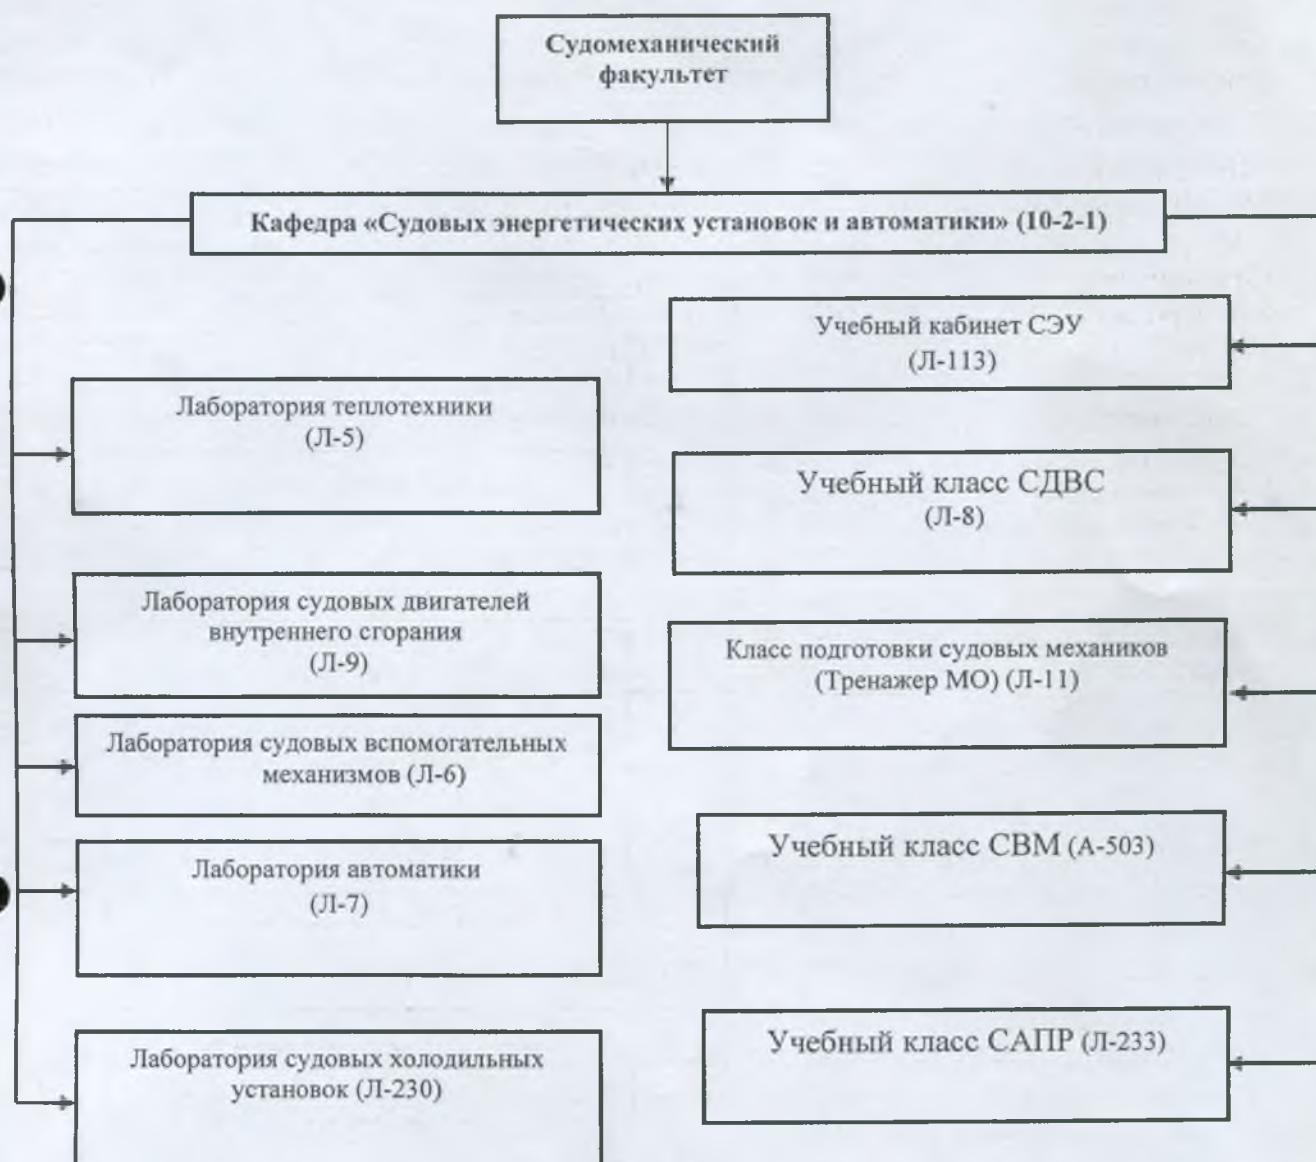 Судомеханический
факультет
Кафедра «Судовых энергетических установок и автоматики» (10-2-1)
Лаборатория теплотехники
(Л-5)
Лаборатория судовых двигателей
внутреннего сгорания
(Л-9)
Лаборатория судовых вспомогательных
механизмов (Л-6)
Лаборатория автоматики
(Л-7)
Лаборатория судовых холодильных
установок (Л-230)
Учебный кабинет СЭУ
(Л-113)
Учебный класс СДВС
(Л-8)
Класс подготовки судовых механиков
(Тренажер МО) (Л-11)
Учебный класс СВМ (А-503)
Учебный класс САПР (Л-233)